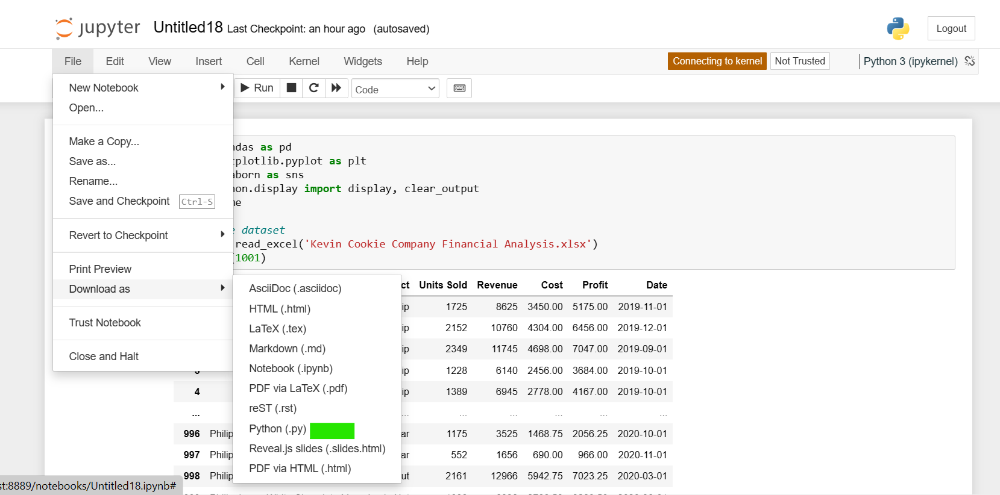 jupyter Untitled18 Last Checkpoint: an hour ago (autosaved) Logout
File Edit View Insert Cell Kernel Widgets Help Connecting to kernel Not Trusted Python 3 (ipykernel)
Run Code
New Notebook
Open...
Make a Copy...
Save as...
Rename...
Save and Checkpoint Ctrl-S
Revert to Checkpoint
Print Preview
Download as
Trust Notebook
Close and Halt
ndas as pd
tplotlib.pyplot as plt
aborn as sns
hon.display import display, clear_output
me
e dataset
read_excel('Kevin Cookie Company Financial Analysis.xlsx')
(1001)
AsciiDoc (.asciidoc)
HTML (.html)
LaTeX (.tex)
Markdown (.md)
Notebook (.ipynb)
PDF via LaTeX (.pdf)
reST (.rst)
Python (.py)
Reveal.js slides (.slides.html)
PDF via HTML (.html)
ct Units Sold Revenue Cost Profit Date
ip 1725 8625 3450.00 5175.00 2019-11-01
ip 2152 10760 4304.00 6456.00 2019-12-01
ip 2349 11745 4698.00 7047.00 2019-09-01
ip 1228 6140 2456.00 3684.00 2019-10-01
4 ip 1389 6945 2778.00 4167.00 2019-10-01
... ... ... ... ... ... ...
996 Philip ar 1175 3525 1468.75 2056.25 2020-10-01
997 Philip ar 552 1656 690.00 966.00 2020-11-01
998 Philip ut 2161 12966 5942.75 7023.25 2020-03-01
st:8889/notebooks/Untitled18.ipynb#